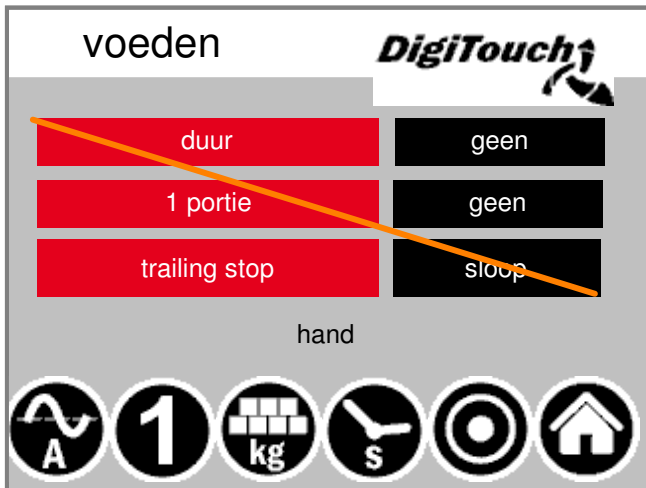 voeden
DigiTouch
duur geen
1 portie geen
trailing stop sloop
hand
A 1 kg s